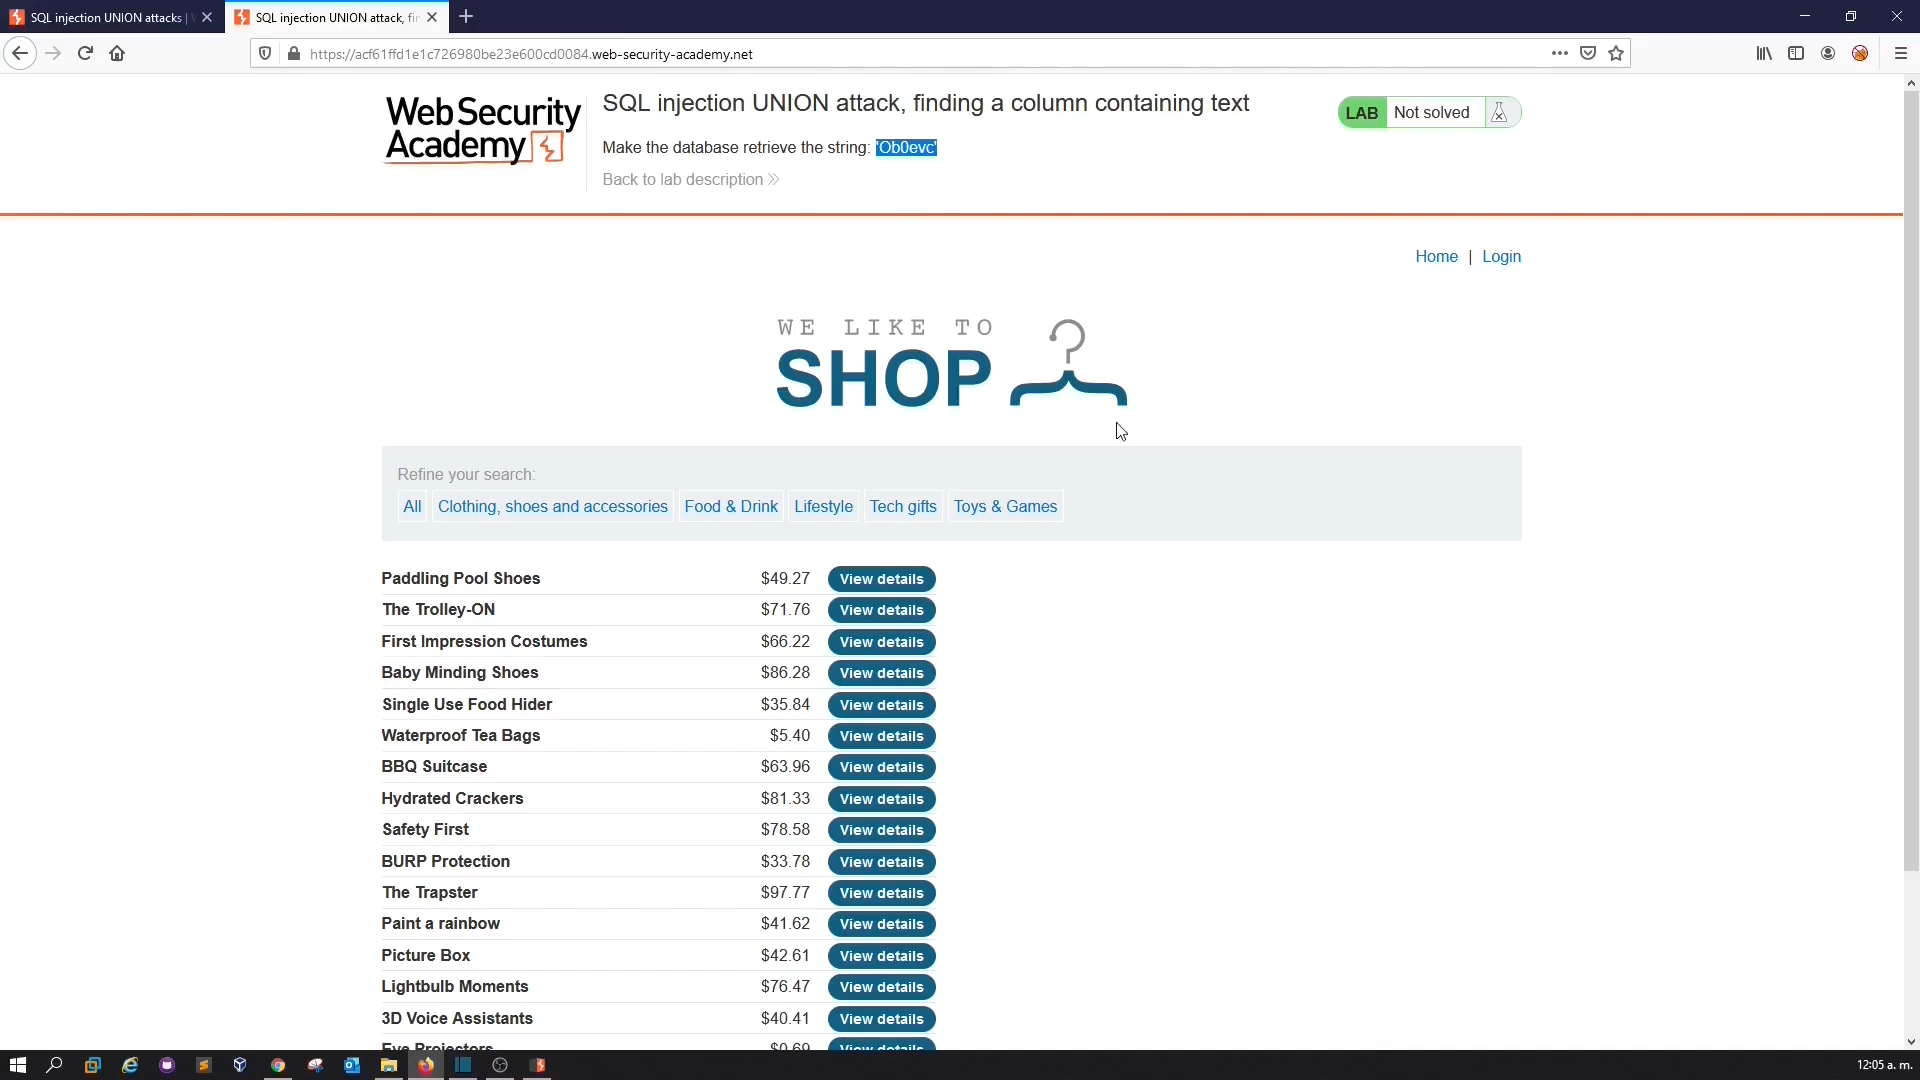 SQL injection UNION attacks |
SQL injection UNION attack, fin
https://acf61ffd1e1c726980be23e600cd0084.web-security-academy.net
Web Security
Academy
SQL injection UNION attack, finding a column containing text
LAB Not solved
Make the database retrieve the string: 'Ob0evc'
Back to lab description
Home | Login
WE LIKE TO
SHOP
Refine your search:
All Clothing, shoes and accessories Food & Drink Lifestyle Tech gifts Toys & Games
Paddling Pool Shoes $49.27 View details
The Trolley-ON $71.76 View details
First Impression Costumes $66.22 View details
Baby Minding Shoes $86.28 View details
Single Use Food Hider $35.84 View details
Waterproof Tea Bags $5.40 View details
BBQ Suitcase $63.96 View details
Hydrated Crackers $81.33 View details
Safety First $78.58 View details
BURP Protection $33.78 View details
The Trapster $97.77 View details
Paint a rainbow $41.62 View details
Picture Box $42.61 View details
Lightbulb Moments $76.47 View details
3D Voice Assistants $40.41 View details
Eye Projectors $0.69 View details
12:05 a. m.